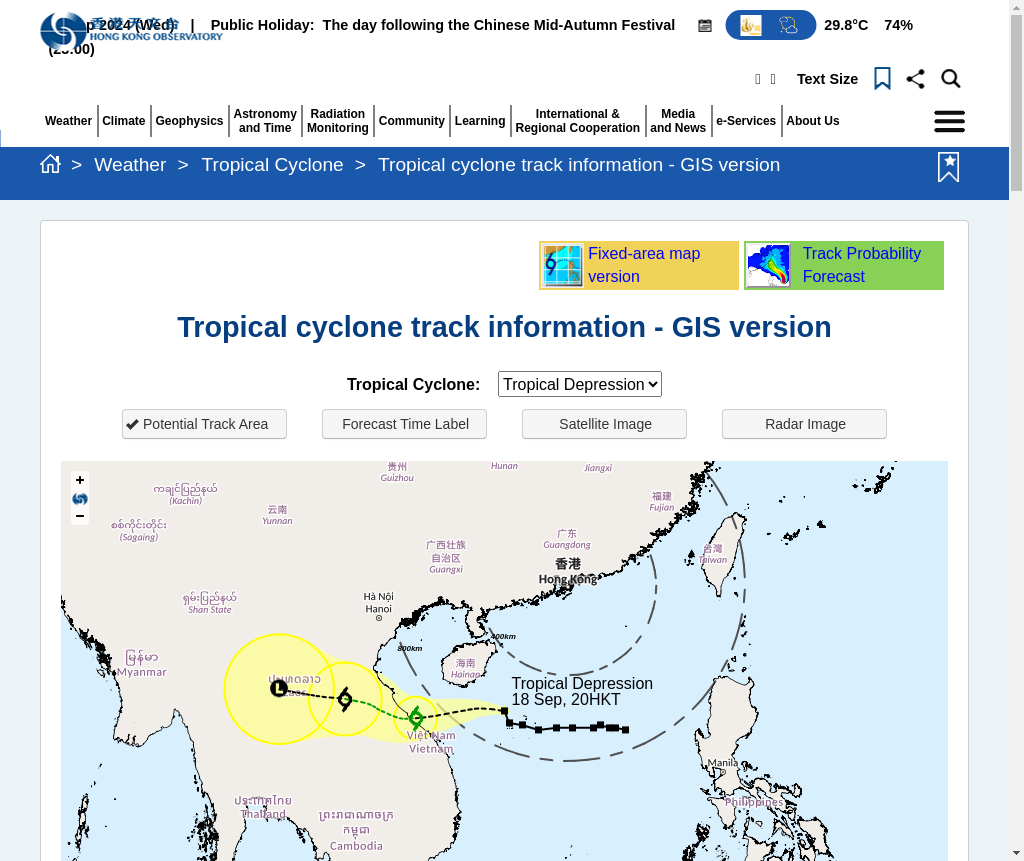 香港天文台
HONG KONG OBSERVATORY
p 2024 (Wed) | Public Holiday: The day following the Chinese Mid-Autumn Festival 29.8°C 74%
:00)
Text Size
Weather
Climate
Geophysics
Astronomy
and Time
Radiation
Monitoring
Community
Learning
International &
Regional Cooperation
Media
and News
e-Services
About Us
> Weather > Tropical Cyclone > Tropical cyclone track information - GIS version
Fixed-area map
version
Track Probability
Forecast
Tropical cyclone track information - GIS version
Tropical Cyclone: Tropical Depression
Potential Track Area Forecast Time Label Satellite Image Radar Image
+
−
贵州
Guizhou
Hunan
Jiangxi
ကချင်ပြည်နယ်
(Kachin)
云南
Yunnan
福建
Fujian
စစ်ကိုင်းတိုင်း
(Sagaing)
广西壮族
自治区
Guangxi
广东
Guangdong
台灣
Taiwan
香港
Hong Kong
ရှမ်းပြည်နယ်
Shan State
Hà Nội
Hanoi
400km
800km
မြန်မာ
Myanmar
海南
Hainan
ປະເທດລາວ
Laos
L
Tropical Depression
18 Sep, 20HKT
Việt Nam
Vietnam
Manila
Philippines
ประเทศไทย
Thailand
ព្រះរាជាណាចក្រ
កម្ពុជា
Cambodia